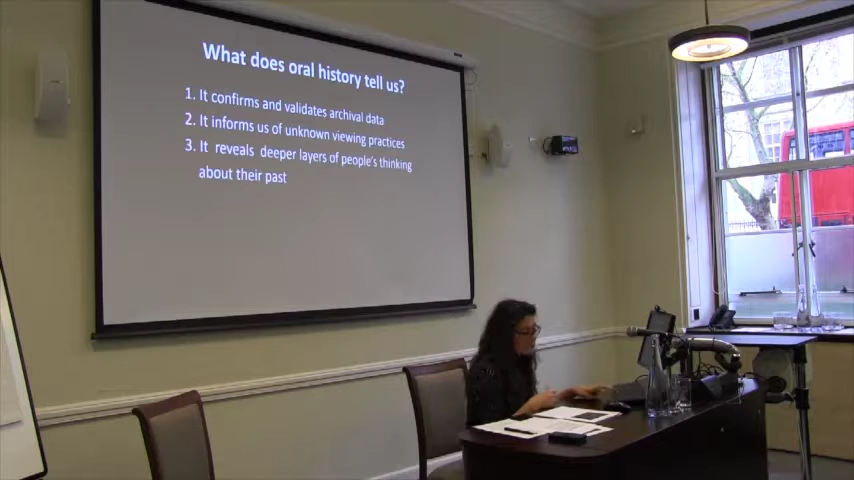 What does oral history tell us?
1. It confirms and validates archival data
2. It informs us of unknown viewing practices
3. It reveals deeper layers of people's thinking
about their past